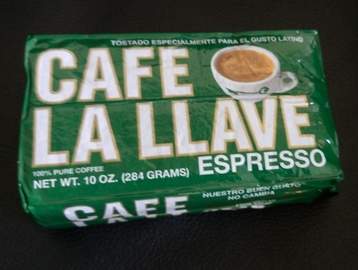 TOSTADO ESPECIALMENTE PARA EL GUSTO LATINO
CAFE
LA LLAVE
100% PURE COFFEE
ESPRESSO
NET WT. 10 OZ. (284 GRAMS)
NUESTRO BUEN GUSTO
NO CAMBIA
CAFE